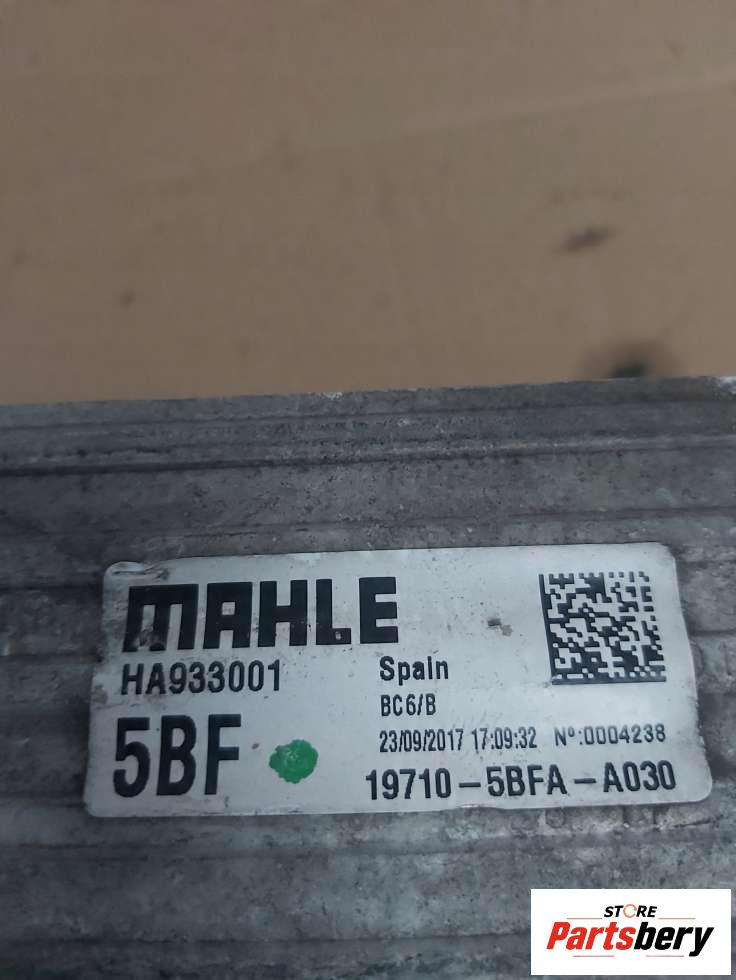 MAHLE
HA933001
Spain
BC6/B
5BF
23/09/2017 17:09:32 Nº:0004238
19710-5BFA-A030
STORE
Partsbery